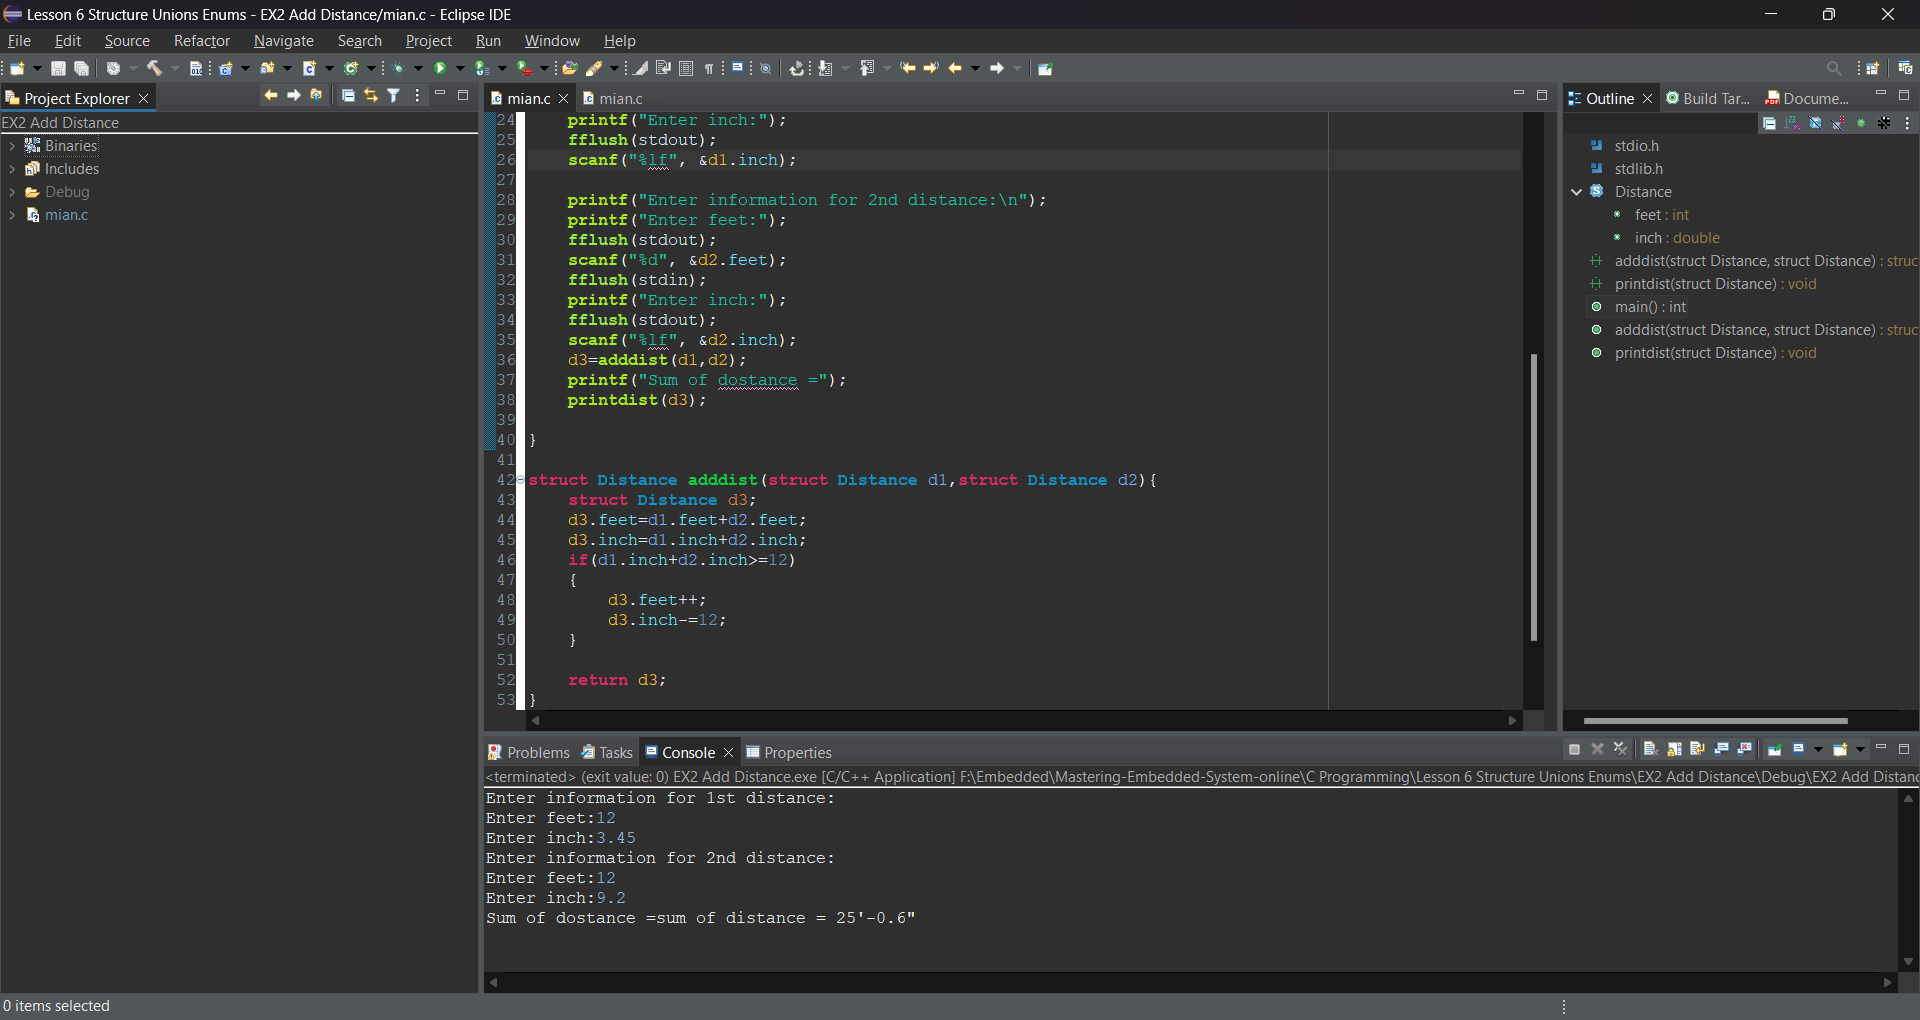 Lesson 6 Structure Unions Enums - EX2 Add Distance/mian.c - Eclipse IDE
File Edit Source Refactor Navigate Search Project Run Window Help
Project Explorer
EX2 Add Distance
Binaries
Includes
Debug
mian.c
mian.c mian.c
24 printf("Enter inch:");
25 fflush(stdout);
26 scanf("%lf", &d1.inch);
27
28 printf("Enter information for 2nd distance:\n");
29 printf("Enter feet:");
30 fflush(stdout);
31 scanf("%d", &d2.feet);
32 fflush(stdin);
33 printf("Enter inch:");
34 fflush(stdout);
35 scanf("%lf", &d2.inch);
36 d3=adddist(d1,d2);
37 printf("Sum of dostance =");
38 printdist(d3);
39
40 }
41
42 struct Distance adddist(struct Distance d1,struct Distance d2){
43 struct Distance d3;
44 d3.feet=d1.feet+d2.feet;
45 d3.inch=d1.inch+d2.inch;
46 if(d1.inch+d2.inch>=12)
47 {
48 d3.feet++;
49 d3.inch-=12;
50 }
51
52 return d3;
53 }
Outline Build Tar... Docume...
stdio.h
stdlib.h
Distance
feet : int
inch : double
adddist(struct Distance, struct Distance) : struc
printdist(struct Distance) : void
main() : int
adddist(struct Distance, struct Distance) : struc
printdist(struct Distance) : void
Problems Tasks Console Properties
<terminated> (exit value: 0) EX2 Add Distance.exe [C/C++ Application] F:\Embedded\Mastering-Embedded-System-online\C Programming\Lesson 6 Structure Unions Enums\EX2 Add Distance\Debug\EX2 Add Distanc
Enter information for 1st distance:
Enter feet:12
Enter inch:3.45
Enter information for 2nd distance:
Enter feet:12
Enter inch:9.2
Sum of dostance =sum of distance = 25'-0.6"
0 items selected